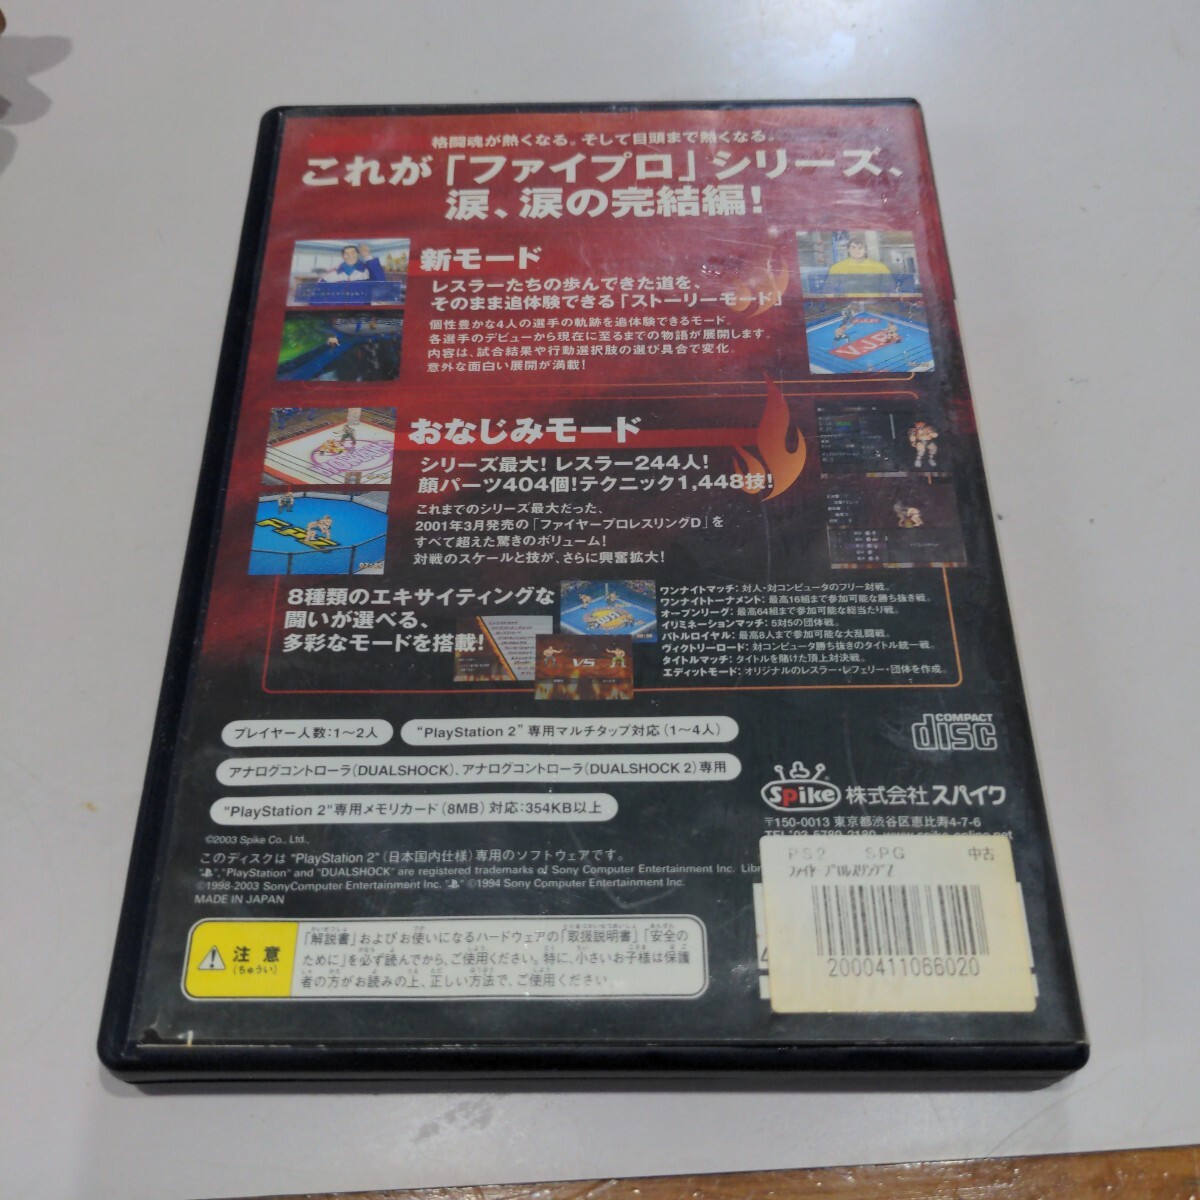 格闘魂が熱くなる。そして目頭まで熱くなる。
これが「ファイプロ」シリーズ、
涙、涙の完結編!
新モード
レスラーたちの歩んできた道を、
そのまま追体験できる「ストーリーモード」
個性豊かな4人の選手の軌跡を追体験できるモード。
各選手のデビューから現在に至るまでの物語が展開します。
内容は、試合結果や行動選択肢の選び具合で変化。
意外な面白い展開が満載!
おなじみモード
シリーズ最大! レスラー244人!
顔パーツ404個!テクニック1,448技!
これまでのシリーズ最大だった、
2001年3月発売の「ファイヤープロレスリングD」を
すべて超えた驚きのボリューム!
対戦のスケールと技が、さらに興奮拡大!
8種類のエキサイティングな
闘いが選べる、
多彩なモードを搭載!
VS
ワンナイトマッチ: 対人・対コンピュータのフリー対戦。
ワンナイトトーナメント: 最高16組まで参加可能な勝ち抜き戦。
オープンリーグ: 最高64組まで参加可能な総当たり戦。
イリミネーションマッチ: 5対5の団体戦。
バトルロイヤル: 最高8人まで参加可能な大乱闘戦。
ヴィクトリーロード: 対コンピュータ勝ち抜きのタイトル統一戦。
タイトルマッチ: タイトルを賭けた頂上対決戦。
エディットモード: オリジナルのレスラー・レフェリー・団体を作成。
プレイヤー人数:1〜2人
"PlayStation 2" 専用マルチタップ対応(1〜4人)
COMPACT
disc
アナログコントローラ(DUALSHOCK)、アナログコントローラ(DUALSHOCK 2)専用
"PlayStation 2"専用メモリカード(8MB)対応:354KB以上
Spike 株式会社スパイク
〒150-0013 東京都渋谷区恵比寿4-7-6
©2003 Spike Co., Ltd.,
このディスクは "PlayStation 2"(日本国内仕様)専用のソフトウェアです。
","PlayStation" and "DUALSHOCK" are registered trademarks of Sony Computer Entertainment Inc.
©1998-2003 SonyComputer Entertainment Inc. " " ©1994 Sony Computer Entertainment Inc.
MADE IN JAPAN
PS2 SPG 中古
ファイヤープロレスリングZ
2000411066020
注意
(ちゅうい)
「解説書」およびお使いになるハードウェアの「取扱説明書」「安全の
ために」を必ず読んでから、ご使用ください。特に、小さいお子様は保護
者の方がお読みの上、正しい方法で、ご使用ください。